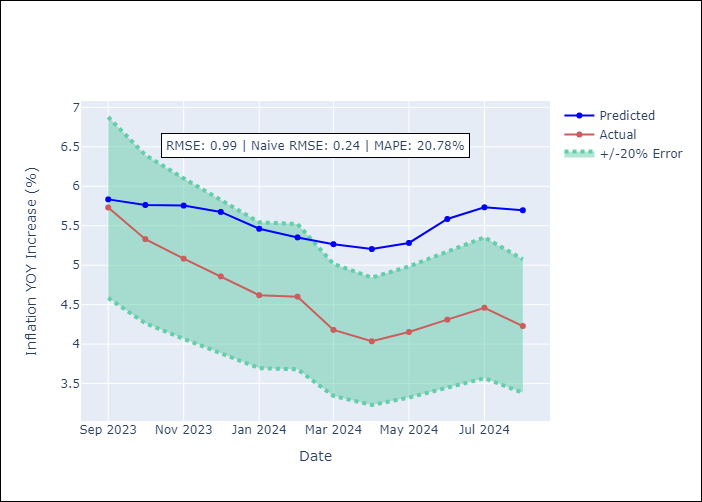 RMSE: 0.99 | Naive RMSE: 0.24 | MAPE: 20.78%
Predicted
Actual
+/-20% Error
Inflation YOY Increase (%)
7
6.5
6
5.5
5
4.5
4
3.5
Sep 2023
Nov 2023
Jan 2024
Mar 2024
May 2024
Jul 2024
Date